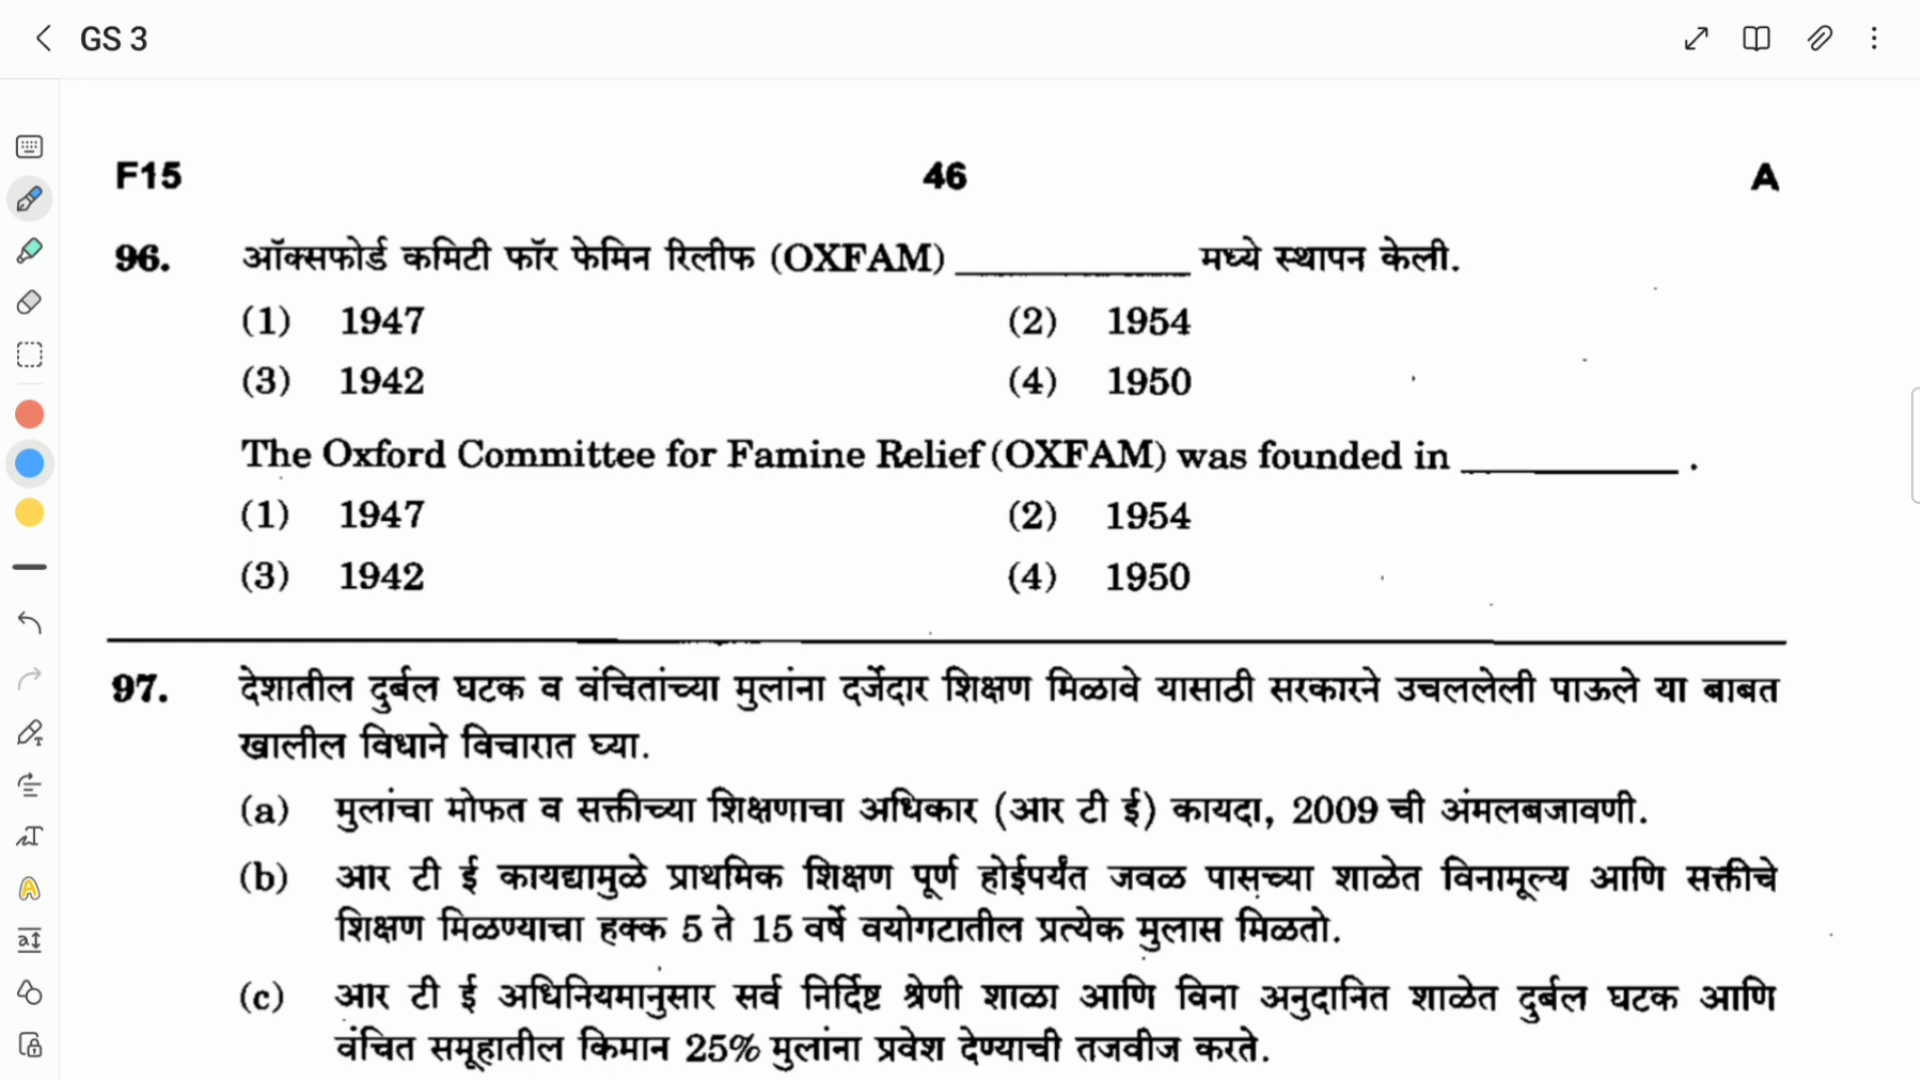 GS 3
F15 46 A
96. ऑक्सफोर्ड कमिटी फॉर फेमिन रिलीफ (OXFAM) ____________ मध्ये स्थापन केली.
(1) 1947 (2) 1954
(3) 1942 (4) 1950
The Oxford Committee for Famine Relief (OXFAM) was founded in ____________ .
(1) 1947 (2) 1954
(3) 1942 (4) 1950
97. देशातील दुर्बल घटक व वंचितांच्या मुलांना दर्जेदार शिक्षण मिळावे यासाठी सरकारने उचललेली पाऊले या बाबत
खालील विधाने विचारात घ्या.
(a) मुलांचा मोफत व सक्तीच्या शिक्षणाचा अधिकार (आर टी ई) कायदा, 2009 ची अंमलबजावणी.
(b) आर टी ई कायद्यामुळे प्राथमिक शिक्षण पूर्ण होईपर्यंत जवळ पासच्या शाळेत विनामूल्य आणि सक्तीचे
शिक्षण मिळण्याचा हक्क 5 ते 15 वर्षे वयोगटातील प्रत्येक मुलास मिळतो.
(c) आर टी ई अधिनियमानुसार सर्व निर्दिष्ट श्रेणी शाळा आणि विना अनुदानित शाळेत दुर्बल घटक आणि
वंचित समूहातील किमान 25% मुलांना प्रवेश देण्याची तजवीज करते.